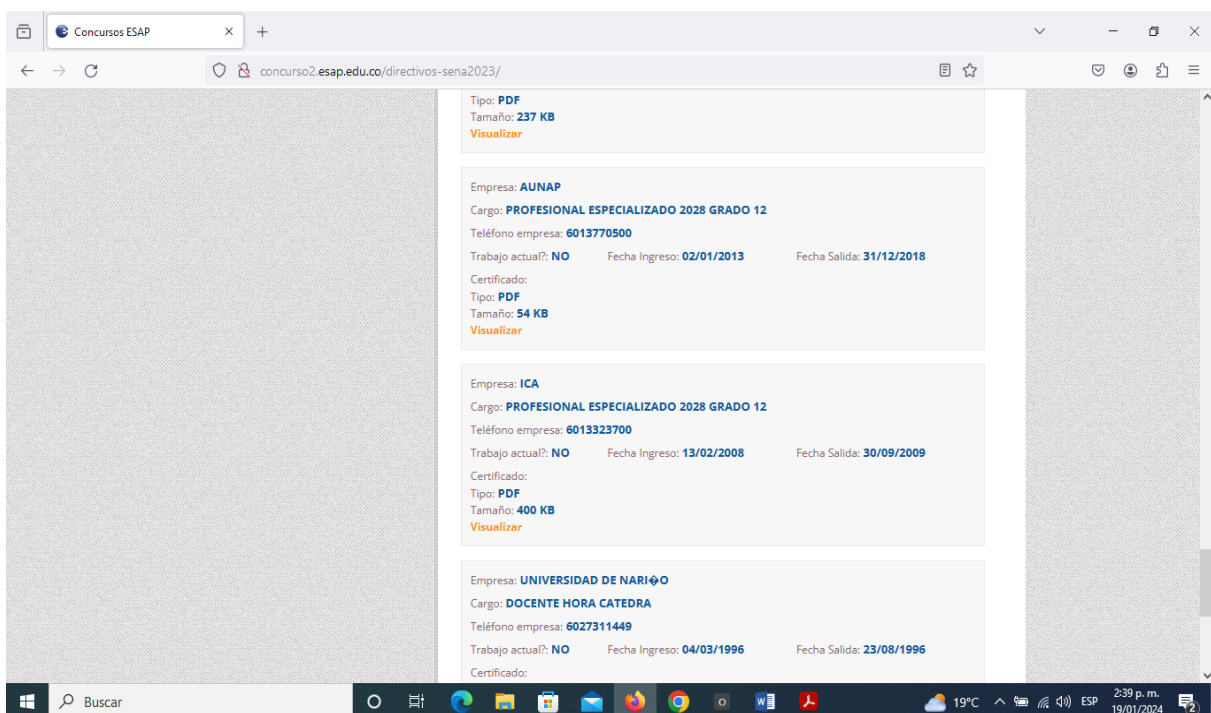 Concursos ESAP
concurso2.esap.edu.co/directivos-sena2023/
Tipo: PDF
Tamaño: 237 KB
Visualizar
Empresa: AUNAP
Cargo: PROFESIONAL ESPECIALIZADO 2028 GRADO 12
Teléfono empresa: 6013770500
Trabajo actual?: NO Fecha Ingreso: 02/01/2013 Fecha Salida: 31/12/2018
Certificado:
Tipo: PDF
Tamaño: 54 KB
Visualizar
Empresa: ICA
Cargo: PROFESIONAL ESPECIALIZADO 2028 GRADO 12
Teléfono empresa: 6013323700
Trabajo actual?: NO Fecha Ingreso: 13/02/2008 Fecha Salida: 30/09/2009
Certificado:
Tipo: PDF
Tamaño: 400 KB
Visualizar
Empresa: UNIVERSIDAD DE NARI�O
Cargo: DOCENTE HORA CATEDRA
Teléfono empresa: 6027311449
Trabajo actual?: NO Fecha Ingreso: 04/03/1996 Fecha Salida: 23/08/1996
Certificado:
Buscar
19°C ESP 2:39 p. m.
19/01/2024